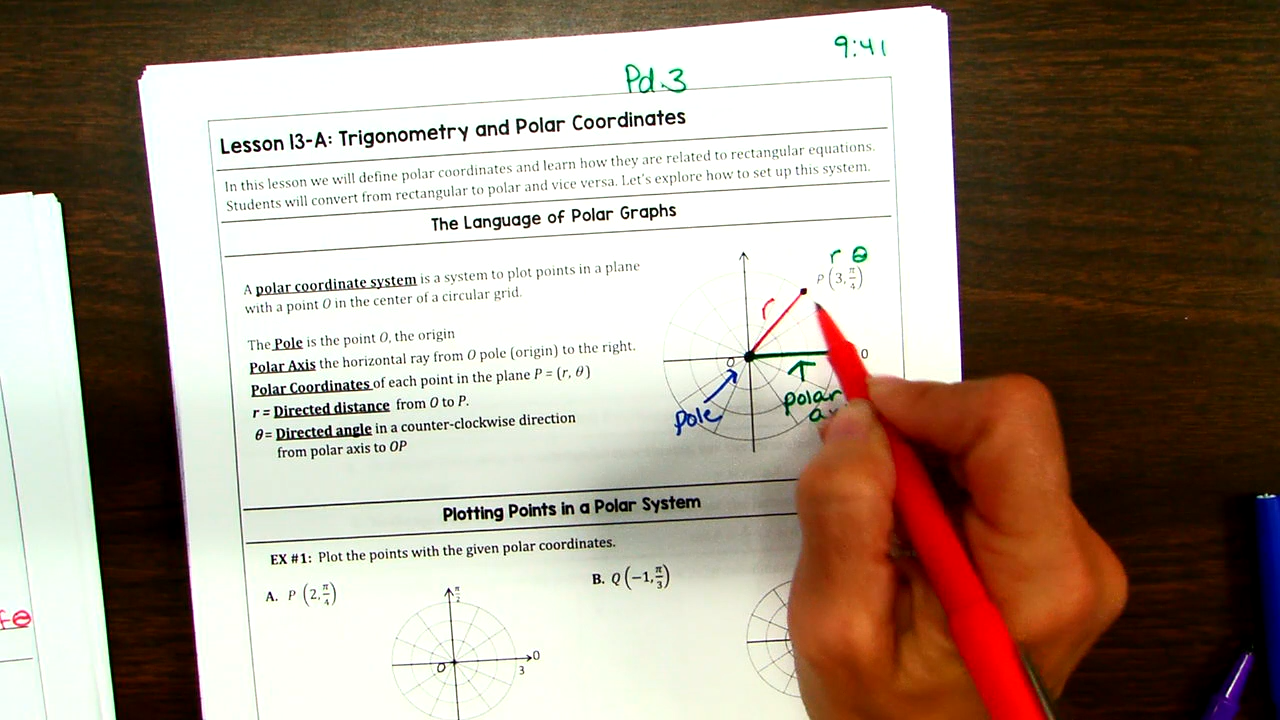 9:41
Pd.3
Lesson 13-A: Trigonometry and Polar Coordinates
In this lesson we will define polar coordinates and learn how they are related to rectangular equations.
Students will convert from rectangular to polar and vice versa. Let's explore how to set up this system.
The Language of Polar Graphs
A polar coordinate system is a system to plot points in a plane
with a point O in the center of a circular grid.
The Pole is the point O, the origin
Polar Axis the horizontal ray from O pole (origin) to the right.
Polar Coordinates of each point in the plane P = (r, θ)
r = Directed distance from O to P.
θ = Directed angle in a counter-clockwise direction
from polar axis to OP
r θ
P (3, π/4)
r
O
0
pole
polar
Plotting Points in a Polar System
EX #1: Plot the points with the given polar coordinates.
A. P (2, π/4)
B. Q (−1, π/3)
π/2
O
0
3
θ